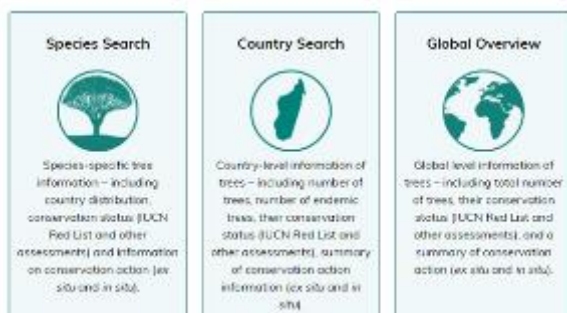 Species Search
Species-specific tree
information – including
country distribution,
conservation status (IUCN
Red List and other
assessments) and information
on conservation action (ex
situ and in situ).
Country Search
Country-level information of
trees – including number of
trees, number of endemic
trees, their conservation
status (IUCN Red List and
other assessments), summary
of conservation action
information (ex situ and in
situ)
Global Overview
Global level information of
trees – including total number
of trees, their conservation
status (IUCN Red List and
other assessments), and a
summary of conservation
action (ex situ and in situ).